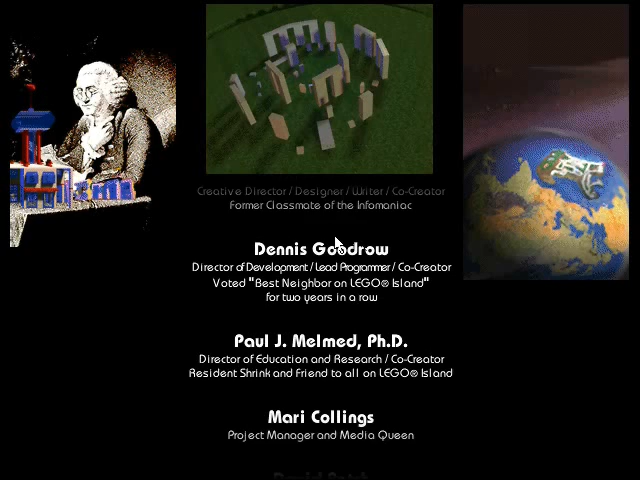 Creative Director / Designer / Writer / Co-Creator
Former Classmate of the Infomaniac
Dennis Goodrow
Director of Development / Lead Programmer / Co-Creator
Voted "Best Neighbor on LEGO® Island"
for two years in a row
Paul J. Melmed, Ph.D.
Director of Education and Research / Co-Creator
Resident Shrink and Friend to all on LEGO® Island
Mari Collings
Project Manager and Media Queen